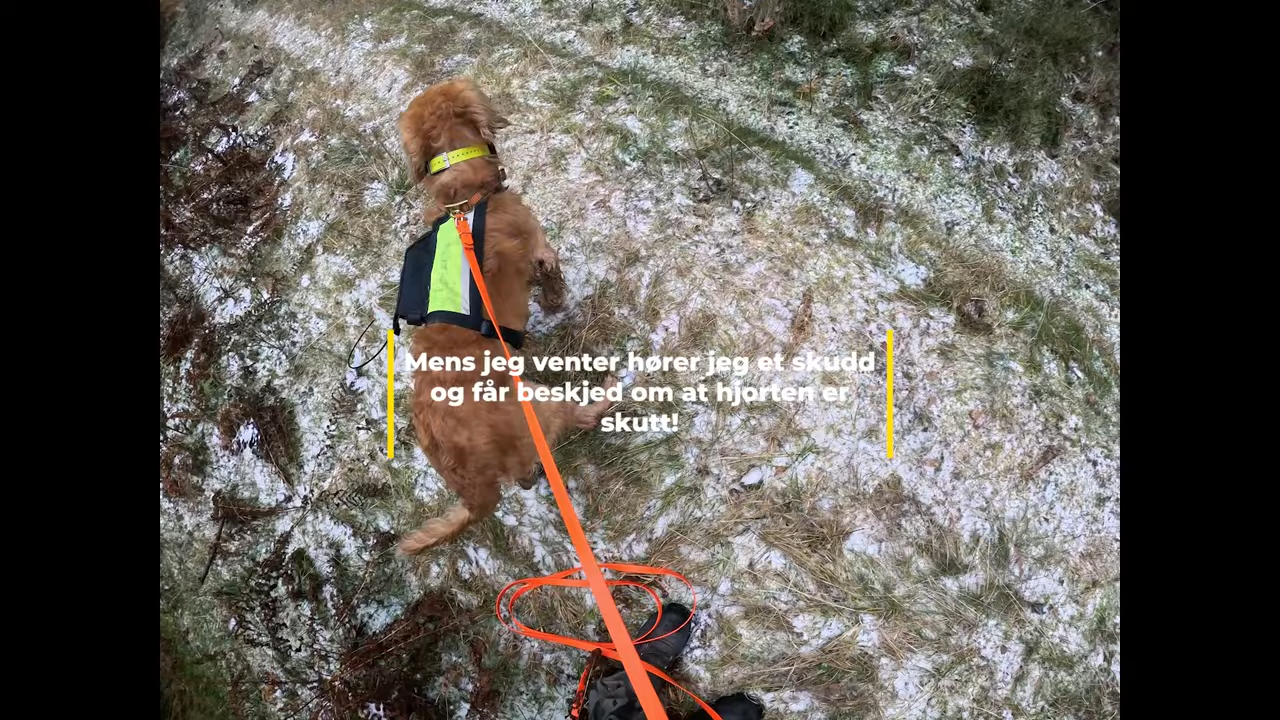 Mens jeg venter hører jeg et skudd
og får beskjed om at hjorten er
skutt!